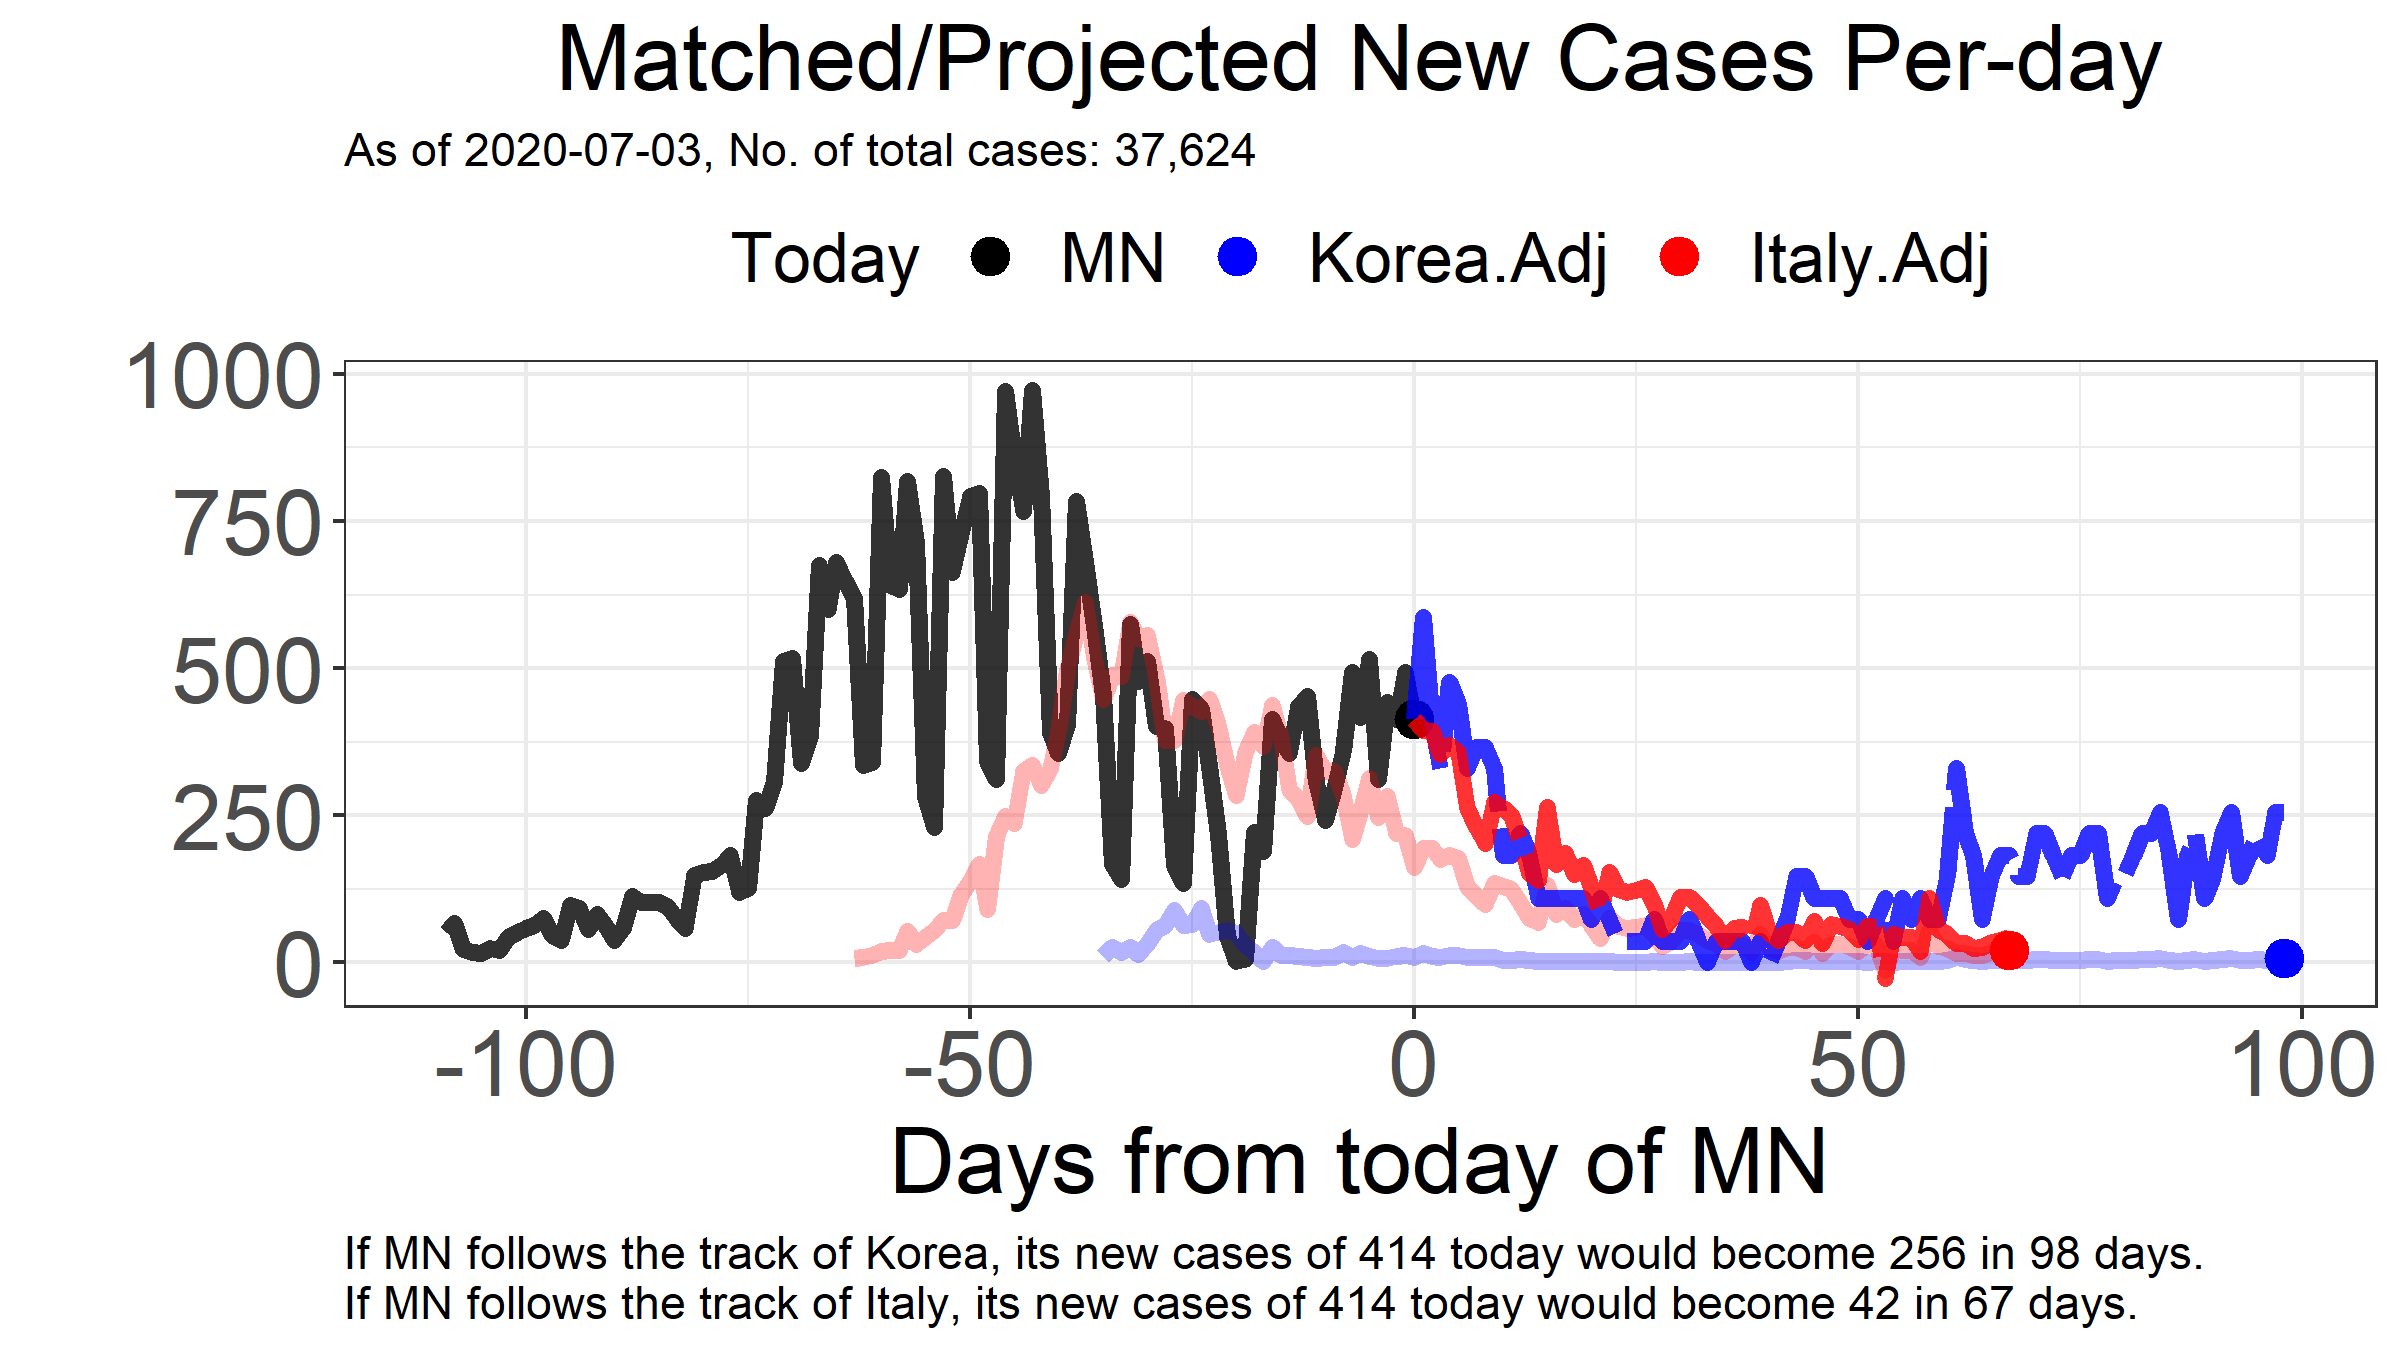 Matched/Projected New Cases Per-day
As of 2020-07-03, No. of total cases: 37,624
Today MN Korea.Adj Italy.Adj
1000
750
500
250
0
-100 -50 0 50 100
Days from today of MN
If MN follows the track of Korea, its new cases of 414 today would become 256 in 98 days.
If MN follows the track of Italy, its new cases of 414 today would become 42 in 67 days.